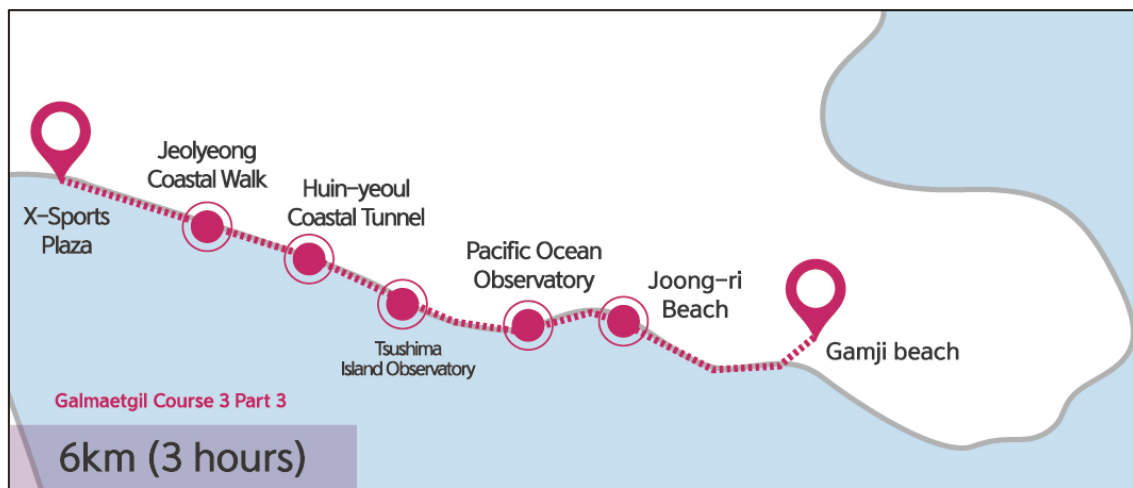 Jeolyeong
Coastal Walk
Huin-yeoul
Coastal Tunnel
X-Sports
Plaza
Pacific Ocean
Observatory
Joong-ri
Beach
Tsushima
Island Observatory
Gamji beach
Galmaetgil Course 3 Part 3
6km (3 hours)